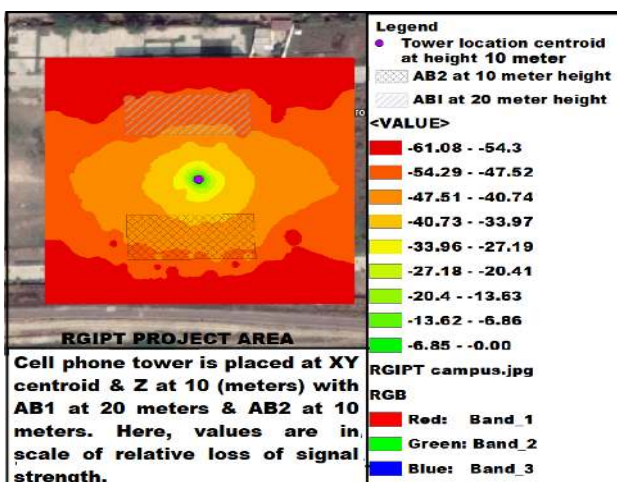 Legend
Tower location centroid
at height 10 meter
AB2 at 10 meter height
ABI at 20 meter height
<VALUE>
-61.08 - -54.3
-54.29 - -47.52
-47.51 - -40.74
-40.73 - -33.97
-33.96 - -27.19
-27.18 - -20.41
-20.4 - -13.63
-13.62 - -6.86
-6.85 - -0.00
RGIPT campus.jpg
RGB
Red: Band_1
Green: Band_2
Blue: Band_3
RGIPT PROJECT AREA
Cell phone tower is placed at XY
centroid & Z at 10 (meters) with
AB1 at 20 meters & AB2 at 10
meters. Here, values are in
scale of relative loss of signal
strength.